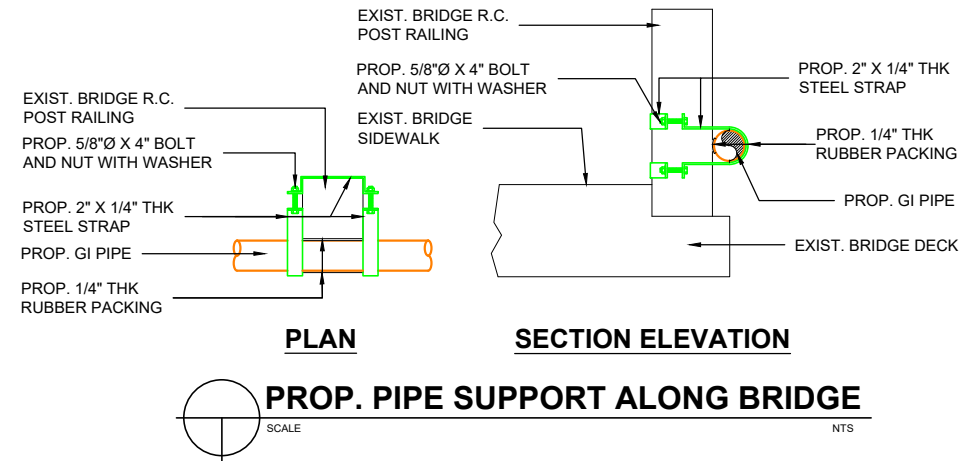 EXIST. BRIDGE R.C.
POST RAILING
PROP. 5/8"Ø X 4" BOLT
AND NUT WITH WASHER
PROP. 2" X 1/4" THK
STEEL STRAP
PROP. GI PIPE
PROP. 1/4" THK
RUBBER PACKING
PLAN
EXIST. BRIDGE R.C.
POST RAILING
PROP. 5/8"Ø X 4" BOLT
AND NUT WITH WASHER
EXIST. BRIDGE
SIDEWALK
PROP. 2" X 1/4" THK
STEEL STRAP
PROP. 1/4" THK
RUBBER PACKING
PROP. GI PIPE
EXIST. BRIDGE DECK
SECTION ELEVATION
PROP. PIPE SUPPORT ALONG BRIDGE
SCALE NTS